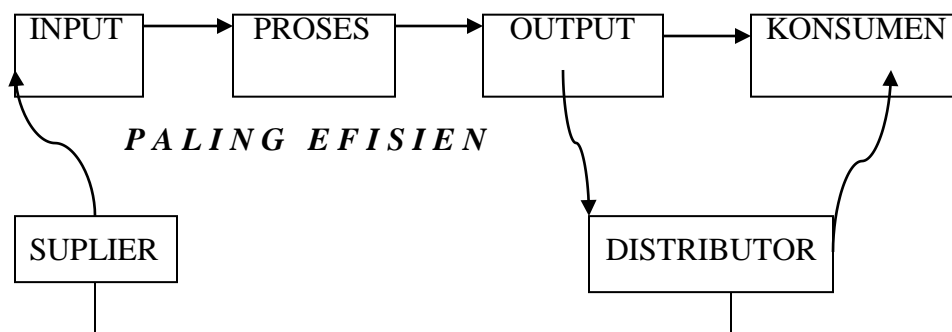 INPUT PROSES OUTPUT KONSUMEN
PALING EFISIEN
SUPLIER DISTRIBUTOR